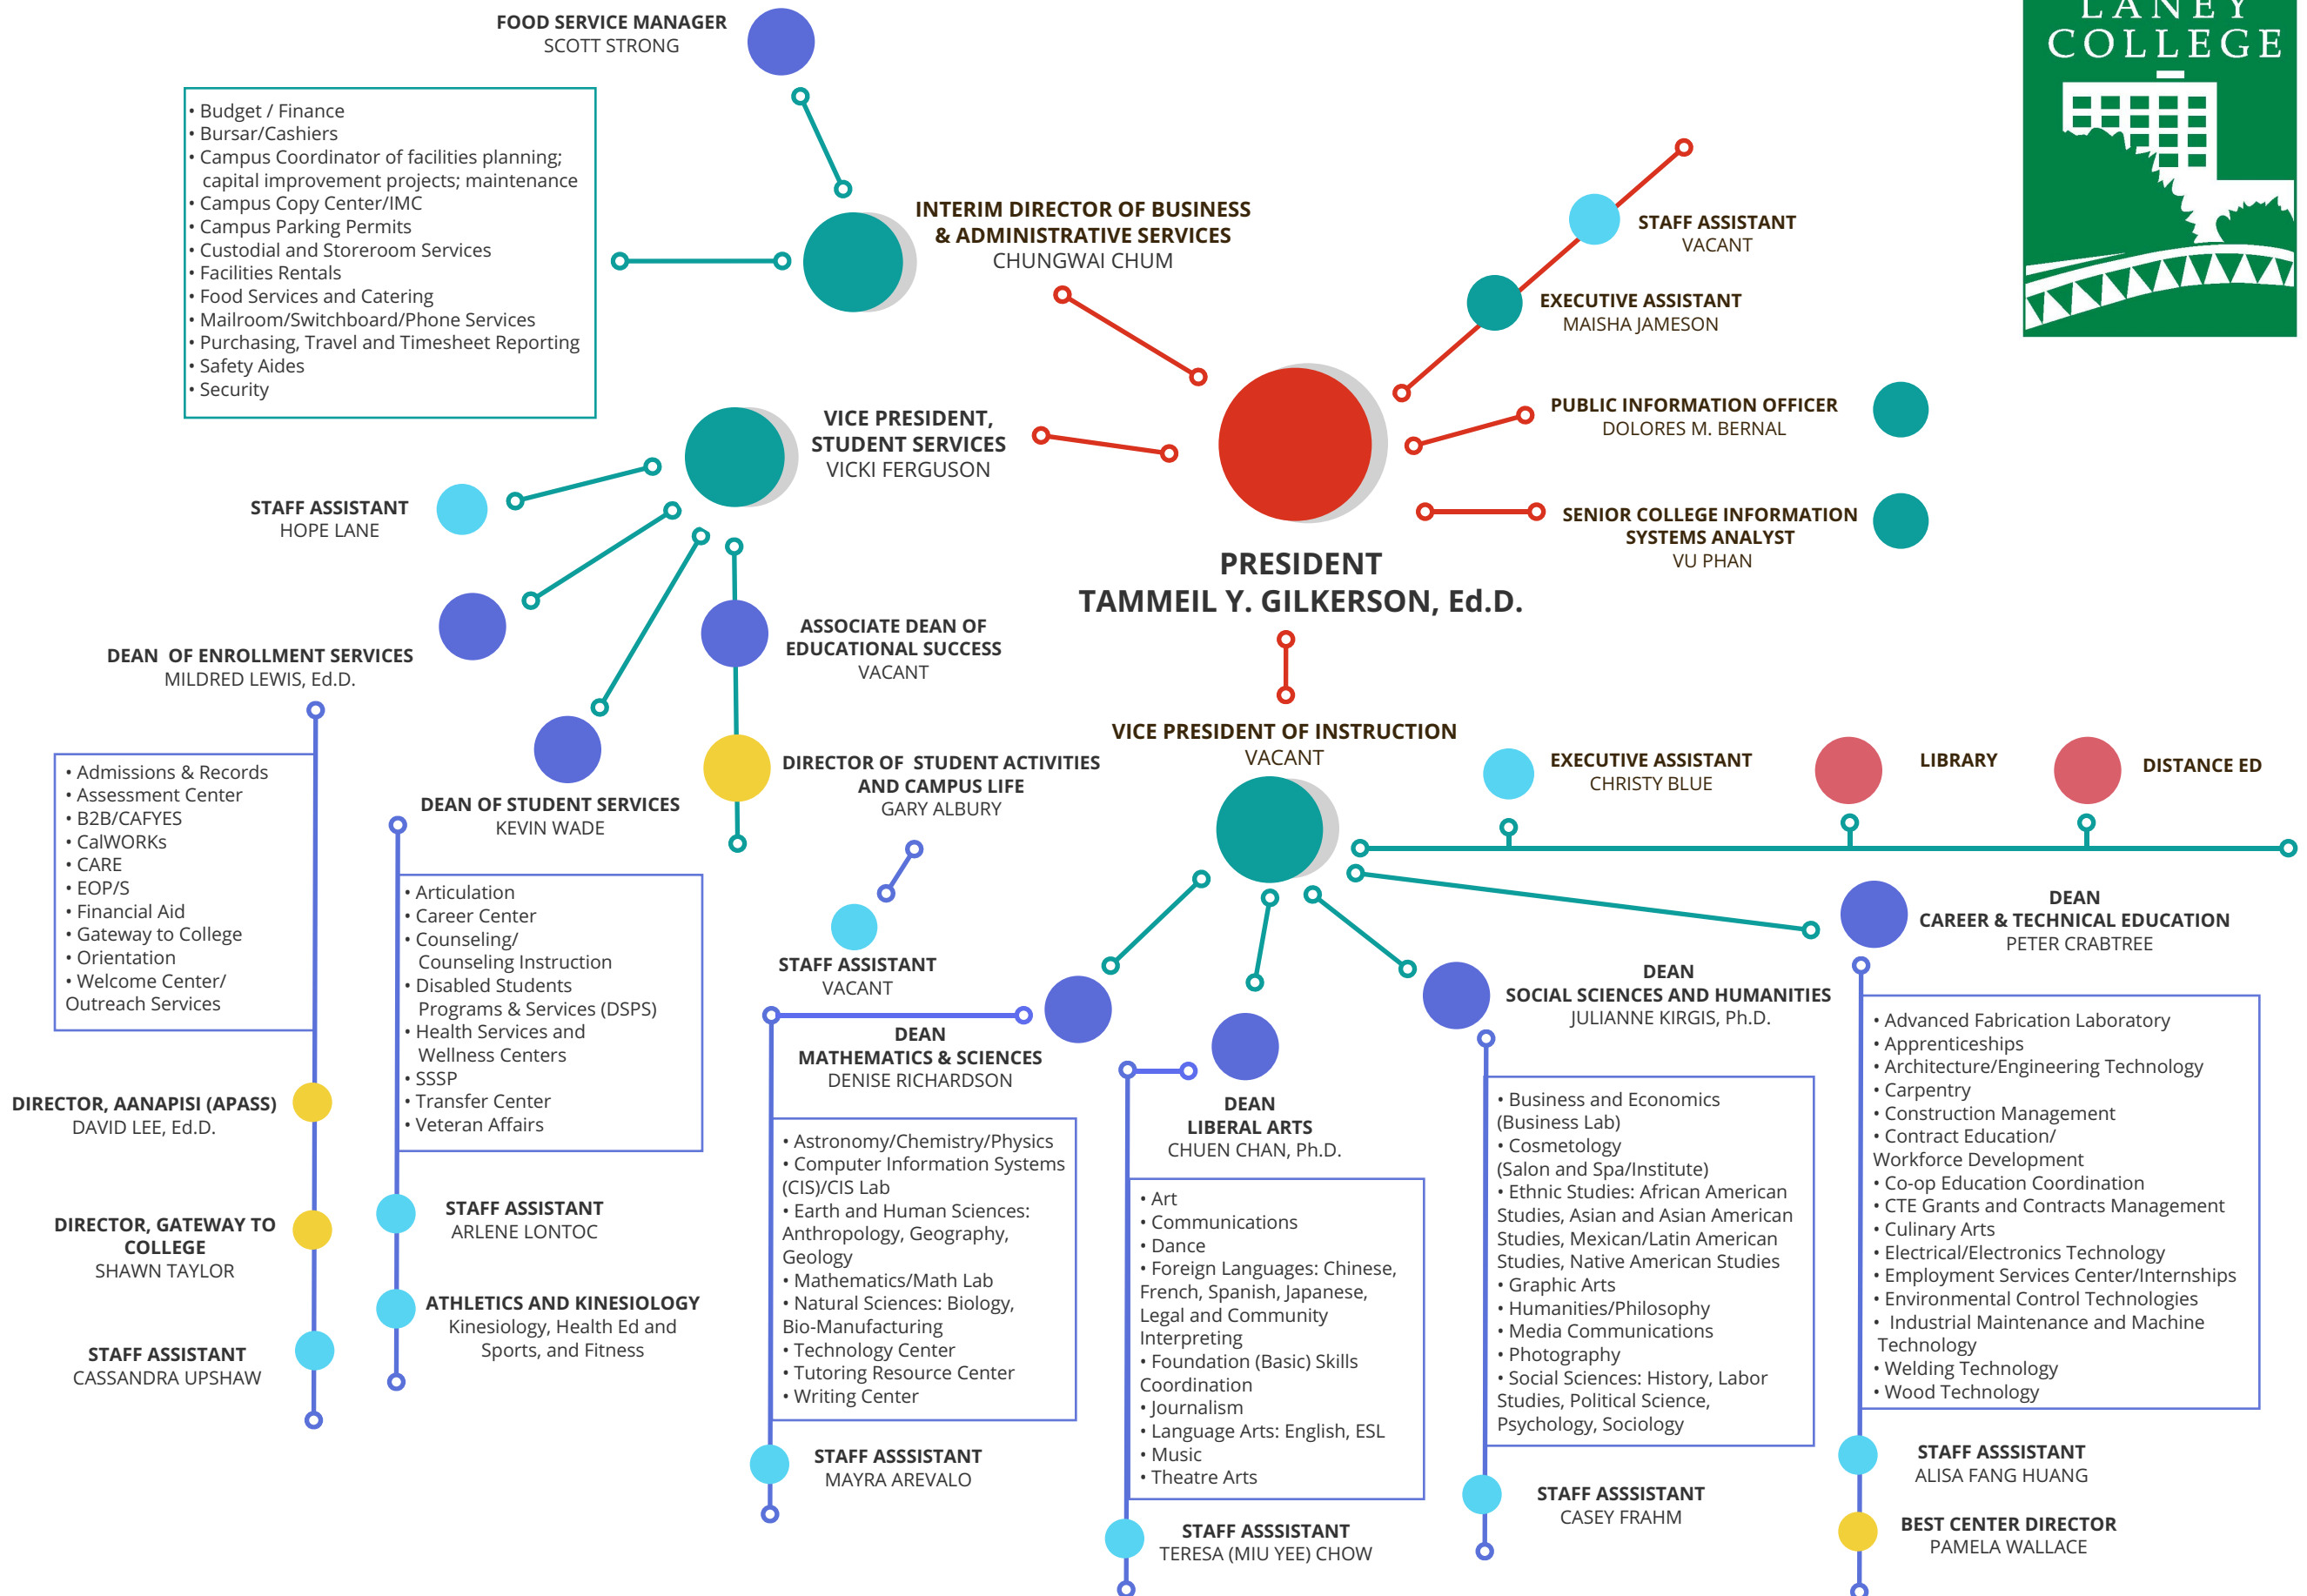 LANEY
COLLEGE
FOOD SERVICE MANAGER
SCOTT STRONG
• Budget / Finance
• Bursar/Cashiers
• Campus Coordinator of facilities planning;
capital improvement projects; maintenance
• Campus Copy Center/IMC
• Campus Parking Permits
• Custodial and Storeroom Services
• Facilities Rentals
• Food Services and Catering
• Mailroom/Switchboard/Phone Services
• Purchasing, Travel and Timesheet Reporting
• Safety Aides
• Security
INTERIM DIRECTOR OF BUSINESS
& ADMINISTRATIVE SERVICES
CHUNGWAI CHUM
STAFF ASSISTANT
VACANT
EXECUTIVE ASSISTANT
MAISHA JAMESON
PUBLIC INFORMATION OFFICER
DOLORES M. BERNAL
SENIOR COLLEGE INFORMATION
SYSTEMS ANALYST
VU PHAN
VICE PRESIDENT,
STUDENT SERVICES
VICKI FERGUSON
PRESIDENT
TAMMEIL Y. GILKERSON, Ed.D.
STAFF ASSISTANT
HOPE LANE
DEAN OF ENROLLMENT SERVICES
MILDRED LEWIS, Ed.D.
• Admissions & Records
• Assessment Center
• B2B/CAFYES
• CalWORKs
• CARE
• EOP/S
• Financial Aid
• Gateway to College
• Orientation
• Welcome Center/
Outreach Services
DIRECTOR, AANAPISI (APASS)
DAVID LEE, Ed.D.
DIRECTOR, GATEWAY TO
COLLEGE
SHAWN TAYLOR
STAFF ASSISTANT
CASSANDRA UPSHAW
DEAN OF STUDENT SERVICES
KEVIN WADE
• Articulation
• Career Center
• Counseling/
Counseling Instruction
• Disabled Students
Programs & Services (DSPS)
• Health Services and
Wellness Centers
• SSSP
• Transfer Center
• Veteran Affairs
STAFF ASSISTANT
ARLENE LONTOC
ATHLETICS AND KINESIOLOGY
Kinesiology, Health Ed and
Sports, and Fitness
ASSOCIATE DEAN OF
EDUCATIONAL SUCCESS
VACANT
DIRECTOR OF STUDENT ACTIVITIES
AND CAMPUS LIFE
GARY ALBURY
STAFF ASSISTANT
VACANT
VICE PRESIDENT OF INSTRUCTION
VACANT
EXECUTIVE ASSISTANT
CHRISTY BLUE
LIBRARY
DISTANCE ED
DEAN
MATHEMATICS & SCIENCES
DENISE RICHARDSON
• Astronomy/Chemistry/Physics
• Computer Information Systems
(CIS)/CIS Lab
• Earth and Human Sciences:
Anthropology, Geography,
Geology
• Mathematics/Math Lab
• Natural Sciences: Biology,
Bio-Manufacturing
• Technology Center
• Tutoring Resource Center
• Writing Center
STAFF ASSSISTANT
MAYRA AREVALO
DEAN
LIBERAL ARTS
CHUEN CHAN, Ph.D.
• Art
• Communications
• Dance
• Foreign Languages: Chinese,
French, Spanish, Japanese,
Legal and Community
Interpreting
• Foundation (Basic) Skills
Coordination
• Journalism
• Language Arts: English, ESL
• Music
• Theatre Arts
STAFF ASSSISTANT
TERESA (MIU YEE) CHOW
DEAN
SOCIAL SCIENCES AND HUMANITIES
JULIANNE KIRGIS, Ph.D.
• Business and Economics
(Business Lab)
• Cosmetology
(Salon and Spa/Institute)
• Ethnic Studies: African American
Studies, Asian and Asian American
Studies, Mexican/Latin American
Studies, Native American Studies
• Graphic Arts
• Humanities/Philosophy
• Media Communications
• Photography
• Social Sciences: History, Labor
Studies, Political Science,
Psychology, Sociology
STAFF ASSSISTANT
CASEY FRAHM
DEAN
CAREER & TECHNICAL EDUCATION
PETER CRABTREE
• Advanced Fabrication Laboratory
• Apprenticeships
• Architecture/Engineering Technology
• Carpentry
• Construction Management
• Contract Education/
Workforce Development
• Co-op Education Coordination
• CTE Grants and Contracts Management
• Culinary Arts
• Electrical/Electronics Technology
• Employment Services Center/Internships
• Environmental Control Technologies
• Industrial Maintenance and Machine
Technology
• Welding Technology
• Wood Technology
STAFF ASSSISTANT
ALISA FANG HUANG
BEST CENTER DIRECTOR
PAMELA WALLACE